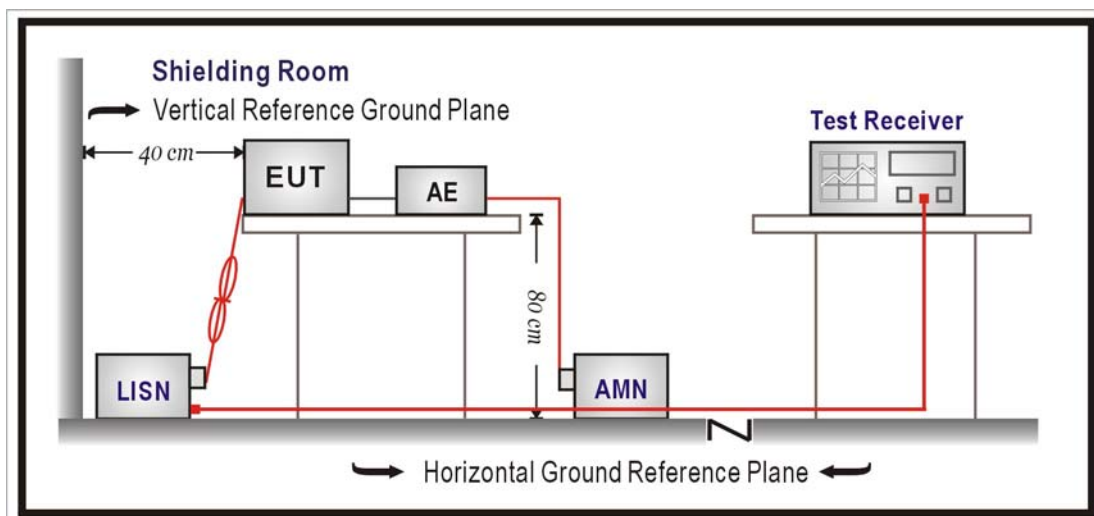 Shielding Room
Vertical Reference Ground Plane
40 cm
EUT
AE
Test Receiver
80 cm
LISN
AMN
Horizontal Ground Reference Plane